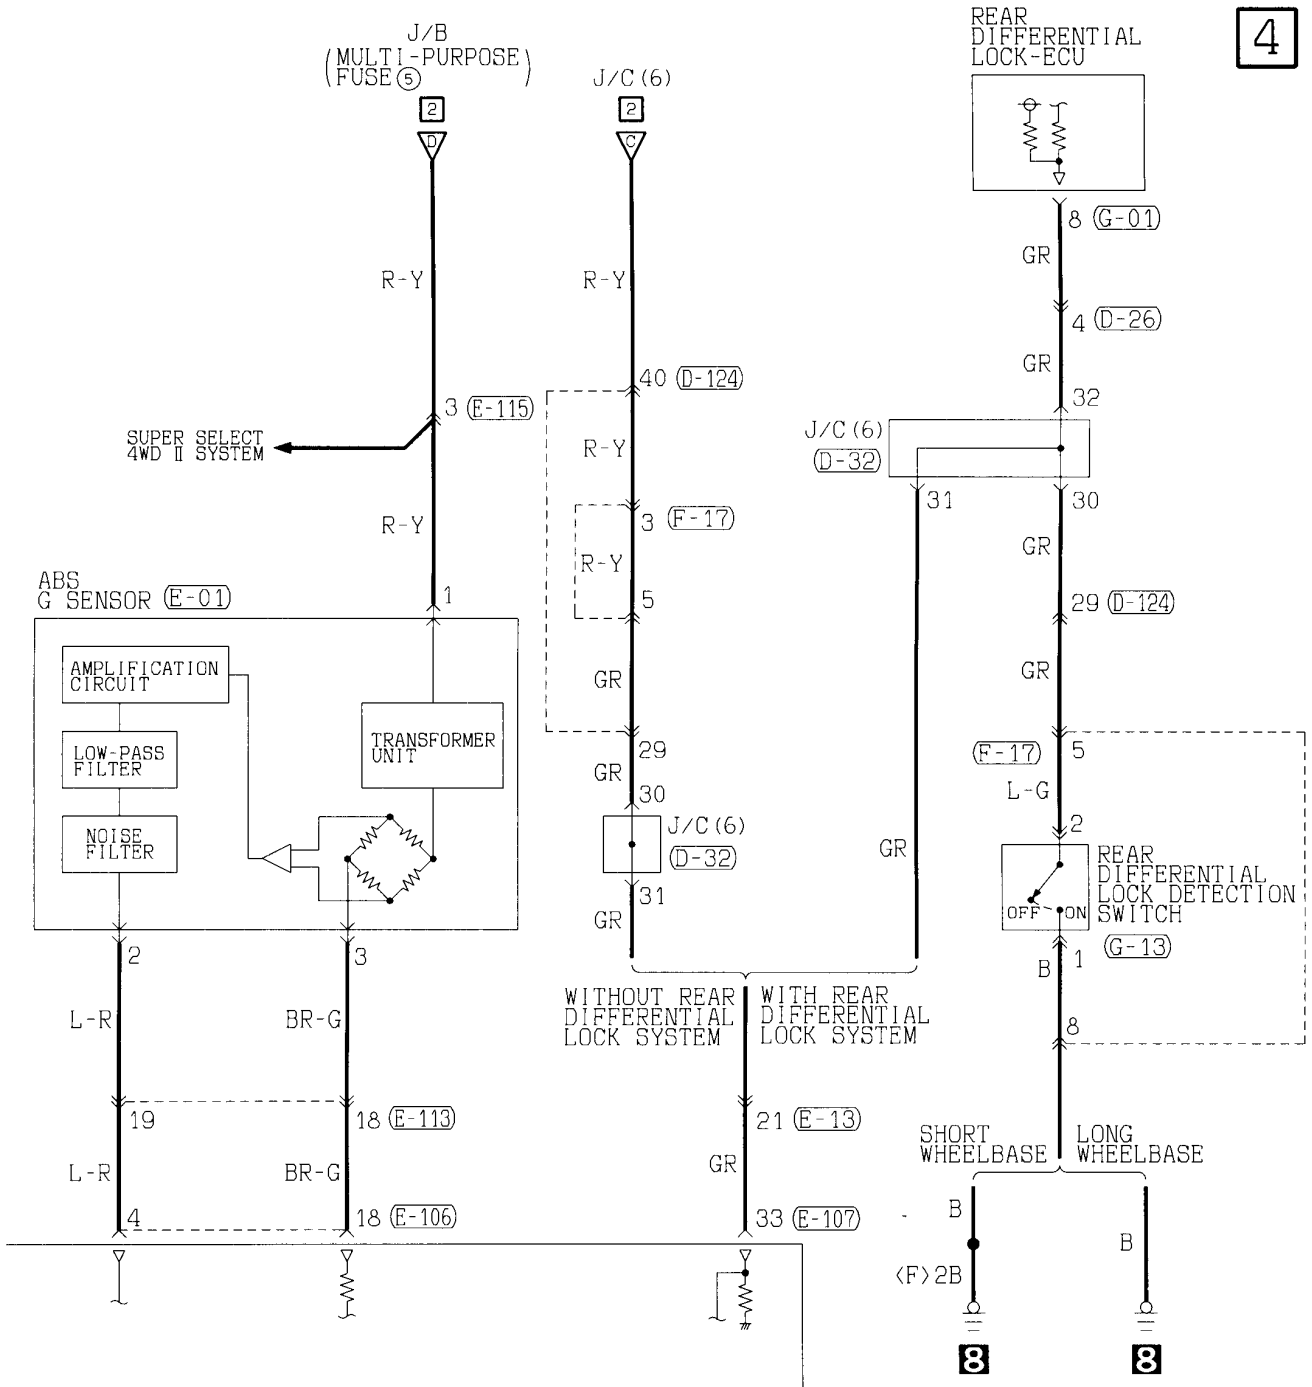 J/B
(MULTI-PURPOSE
FUSE⑤ )
2
D
J/C(6)
2
C
REAR
DIFFERENTIAL
LOCK-ECU
4
8 (G-01)
GR
R-Y
R-Y
4 (D-26)
GR
40 (D-124)
32
3 (E-115)
J/C(6)
(D-32)
SUPER SELECT
4WD Ⅱ SYSTEM
R-Y
31
30
R-Y
3 (F-17)
GR
R-Y
ABS
G SENSOR (E-01)
1
5
29 (D-124)
AMPLIFICATION
CIRCUIT
GR
GR
LOW-PASS
FILTER
TRANSFORMER
UNIT
29
(F-17)
5
GR
L-G
30
NOISE
FILTER
J/C(6)
(D-32)
2
GR
REAR
DIFFERENTIAL
LOCK DETECTION
SWITCH
OFF
ON
31
GR
(G-13)
2
3
B
1
WITHOUT REAR
DIFFERENTIAL
LOCK SYSTEM
WITH REAR
DIFFERENTIAL
LOCK SYSTEM
L-R
BR-G
8
19
18 (E-113)
21 (E-13)
SHORT
WHEELBASE
LONG
WHEELBASE
L-R
BR-G
GR
4
18 (E-106)
33 (E-107)
B
B
〈F〉2B
8
8